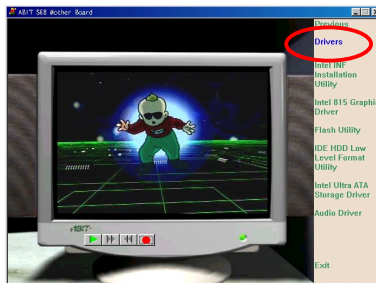 ABIT SE6 Mother Board
Previous
Drivers
Intel INF
Installation
Utility
Intel 815 Graphi
Driver
Flash Utility
IDE HDD Low
Level Format
Utility
Intel Ultra ATA
Storage Driver
Audio Driver
ABIT
Exit